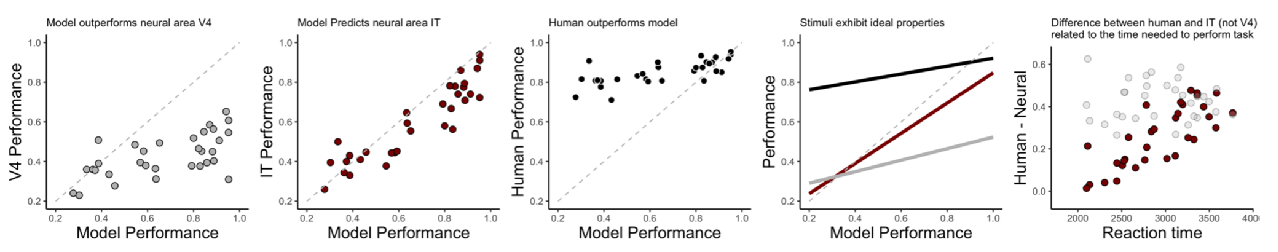 Model outperforms neural area V4
V4 Performance
1.0
0.8
0.6
0.4
0.2
0.2 0.4 0.6 0.8 1.0
Model Performance
Model Predicts neural area IT
IT Performance
1.0
0.8
0.6
0.4
0.2
0.2 0.4 0.6 0.8 1.0
Model Performance
Human outperforms model
Human Performance
1.0
0.8
0.6
0.4
0.2
0.2 0.4 0.6 0.8 1.0
Model Performance
Stimuli exhibit ideal properties
Performance
1.0
0.8
0.6
0.4
0.2
0.2 0.4 0.6 0.8 1.0
Model Performance
Difference between human and IT (not V4)
related to the time needed to perform task
Human - Neural
0.6
0.4
0.2
0.0
2000 2500 3000 3500
Reaction time